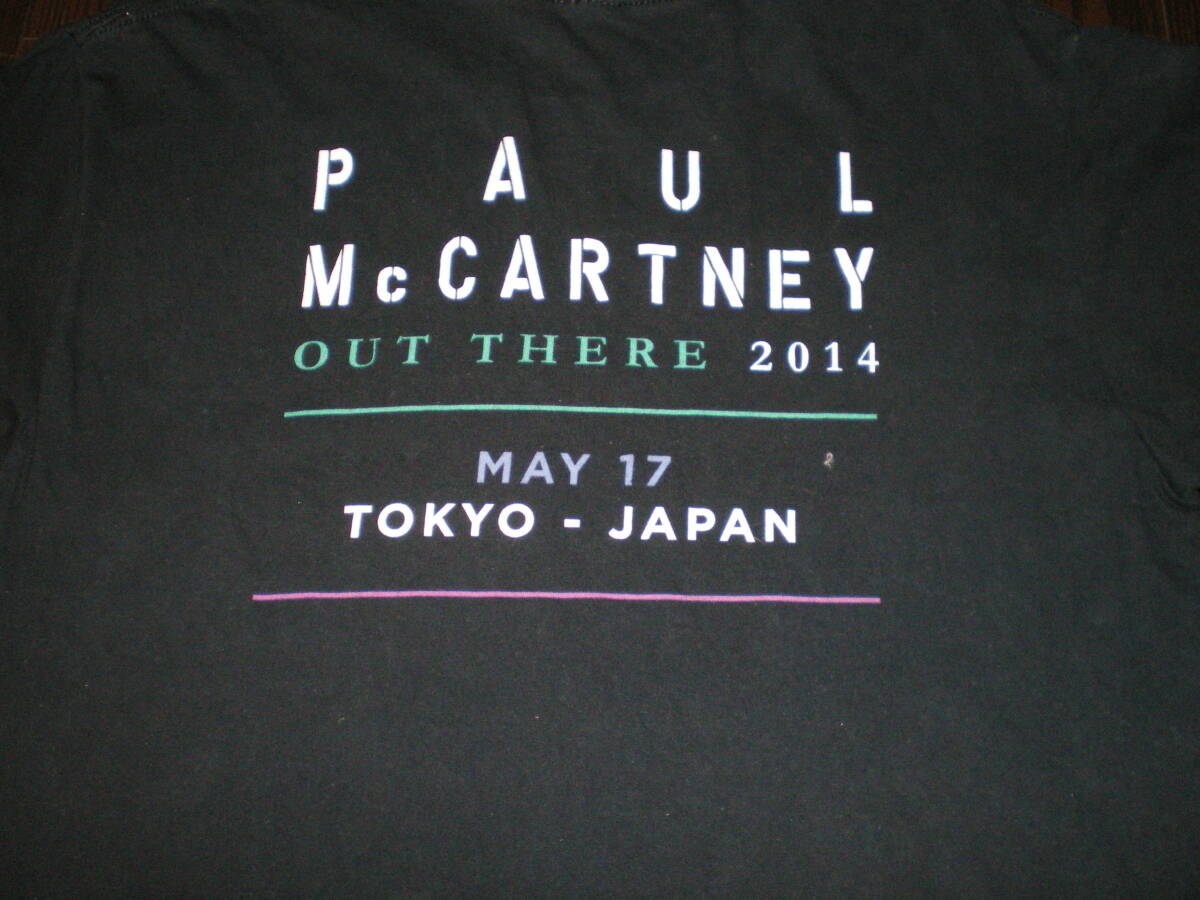 PAUL
McCARTNEY
OUT THERE 2014
MAY 17
TOKYO - JAPAN